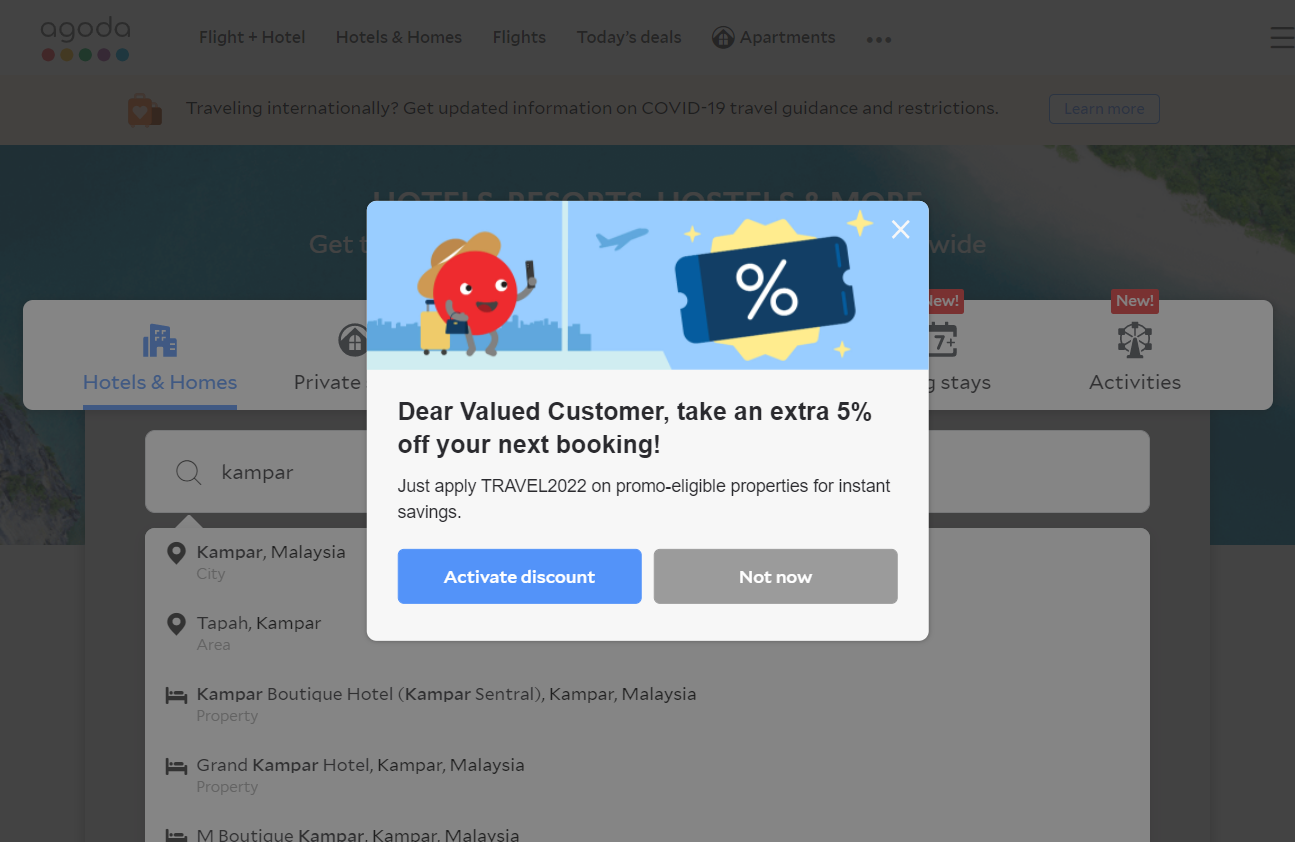 agoda
Flight + Hotel
Hotels & Homes
Flights
Today's deals
Apartments
Traveling internationally? Get updated information on COVID-19 travel guidance and restrictions.
Learn more
HOTELS, RESORTS, HOSTELS & MORE
Get
wide
New!
New!
7+
Hotels & Homes
Private
stays
Activities
kampar
%
Dear Valued Customer, take an extra 5%
off your next booking!
Just apply TRAVEL2022 on promo-eligible properties for instant
savings.
Activate discount
Not now
Kampar, Malaysia
City
Tapah, Kampar
Area
Kampar Boutique Hotel (Kampar Sentral), Kampar, Malaysia
Property
Grand Kampar Hotel, Kampar, Malaysia
Property
M Boutique Kampar, Kampar, Malaysia